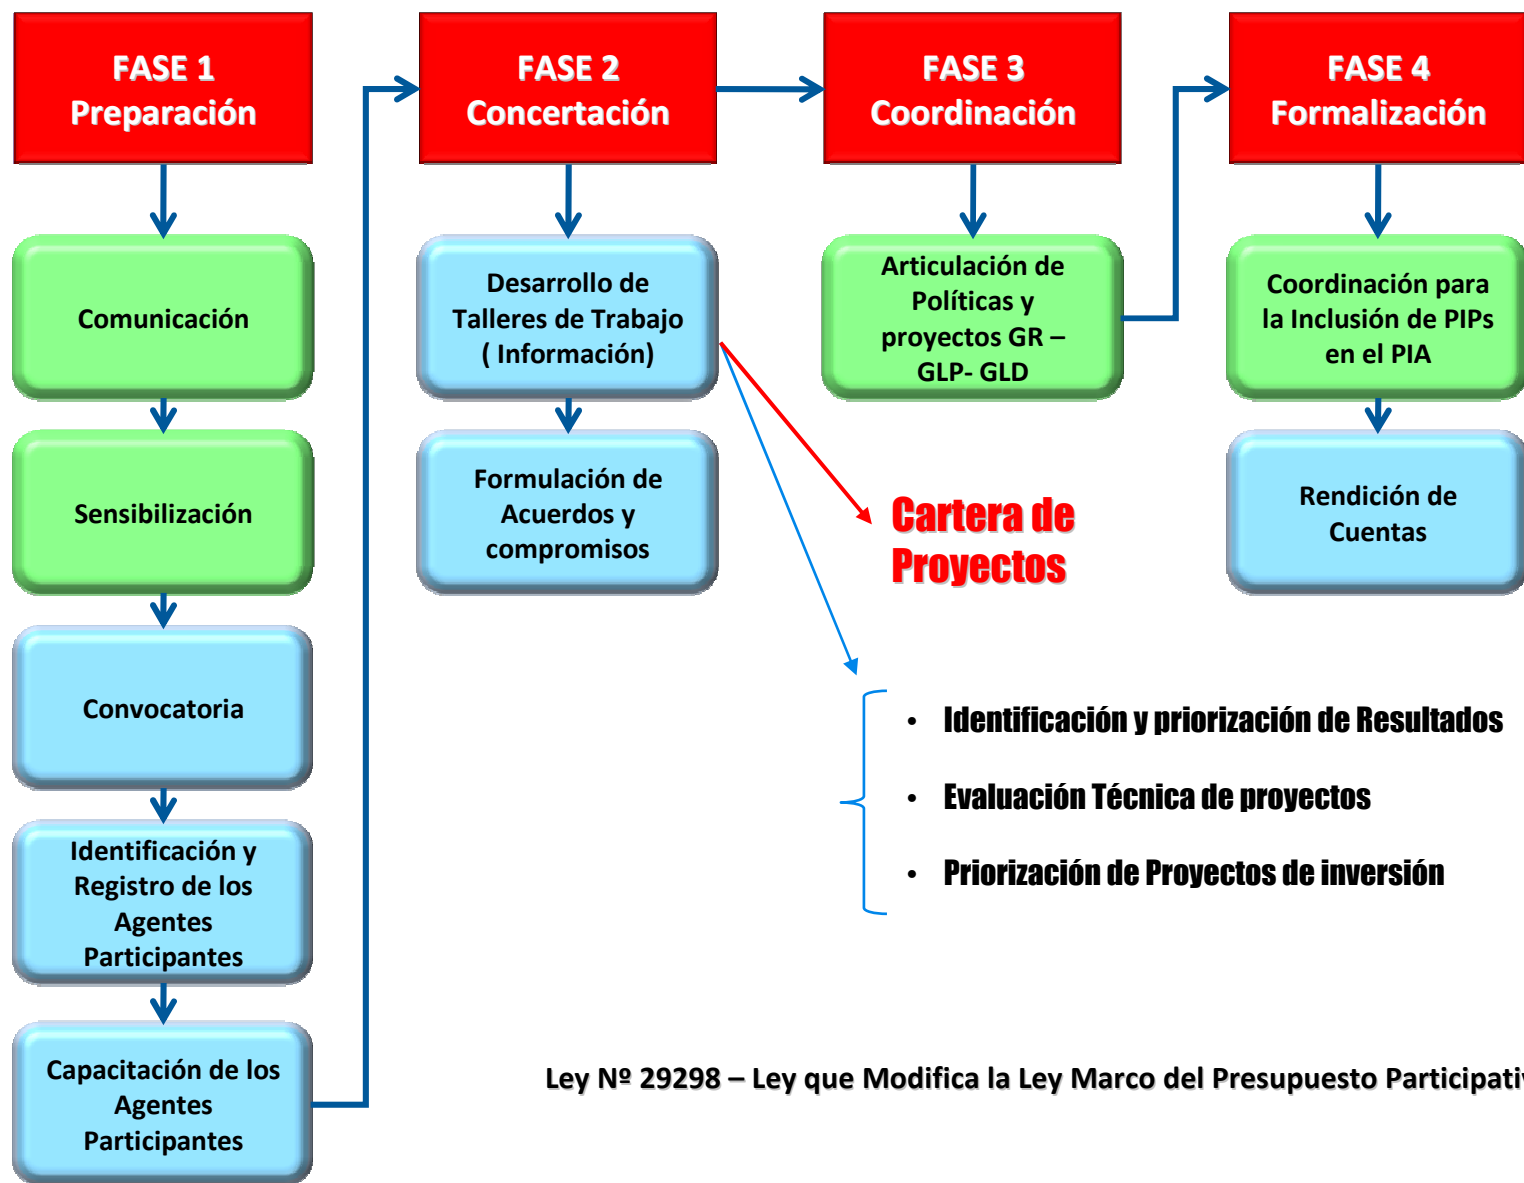 FASE 1
Preparación
Comunicación
Sensibilización
Convocatoria
Identificación y
Registro de los
Agentes
Participantes
Capacitación de los
Agentes
Participantes
FASE 2
Concertación
Desarrollo de
Talleres de Trabajo
( Información)
Formulación de
Acuerdos y
compromisos
FASE 3
Coordinación
Articulación de
Políticas y
proyectos GR –
GLP- GLD
FASE 4
Formalización
Coordinación para
la Inclusión de PIPs
en el PIA
Rendición de
Cuentas
Cartera de
Proyectos
• Identificación y priorización de Resultados
• Evaluación Técnica de proyectos
• Priorización de Proyectos de inversión
Ley Nº 29298 – Ley que Modifica la Ley Marco del Presupuesto Participativ